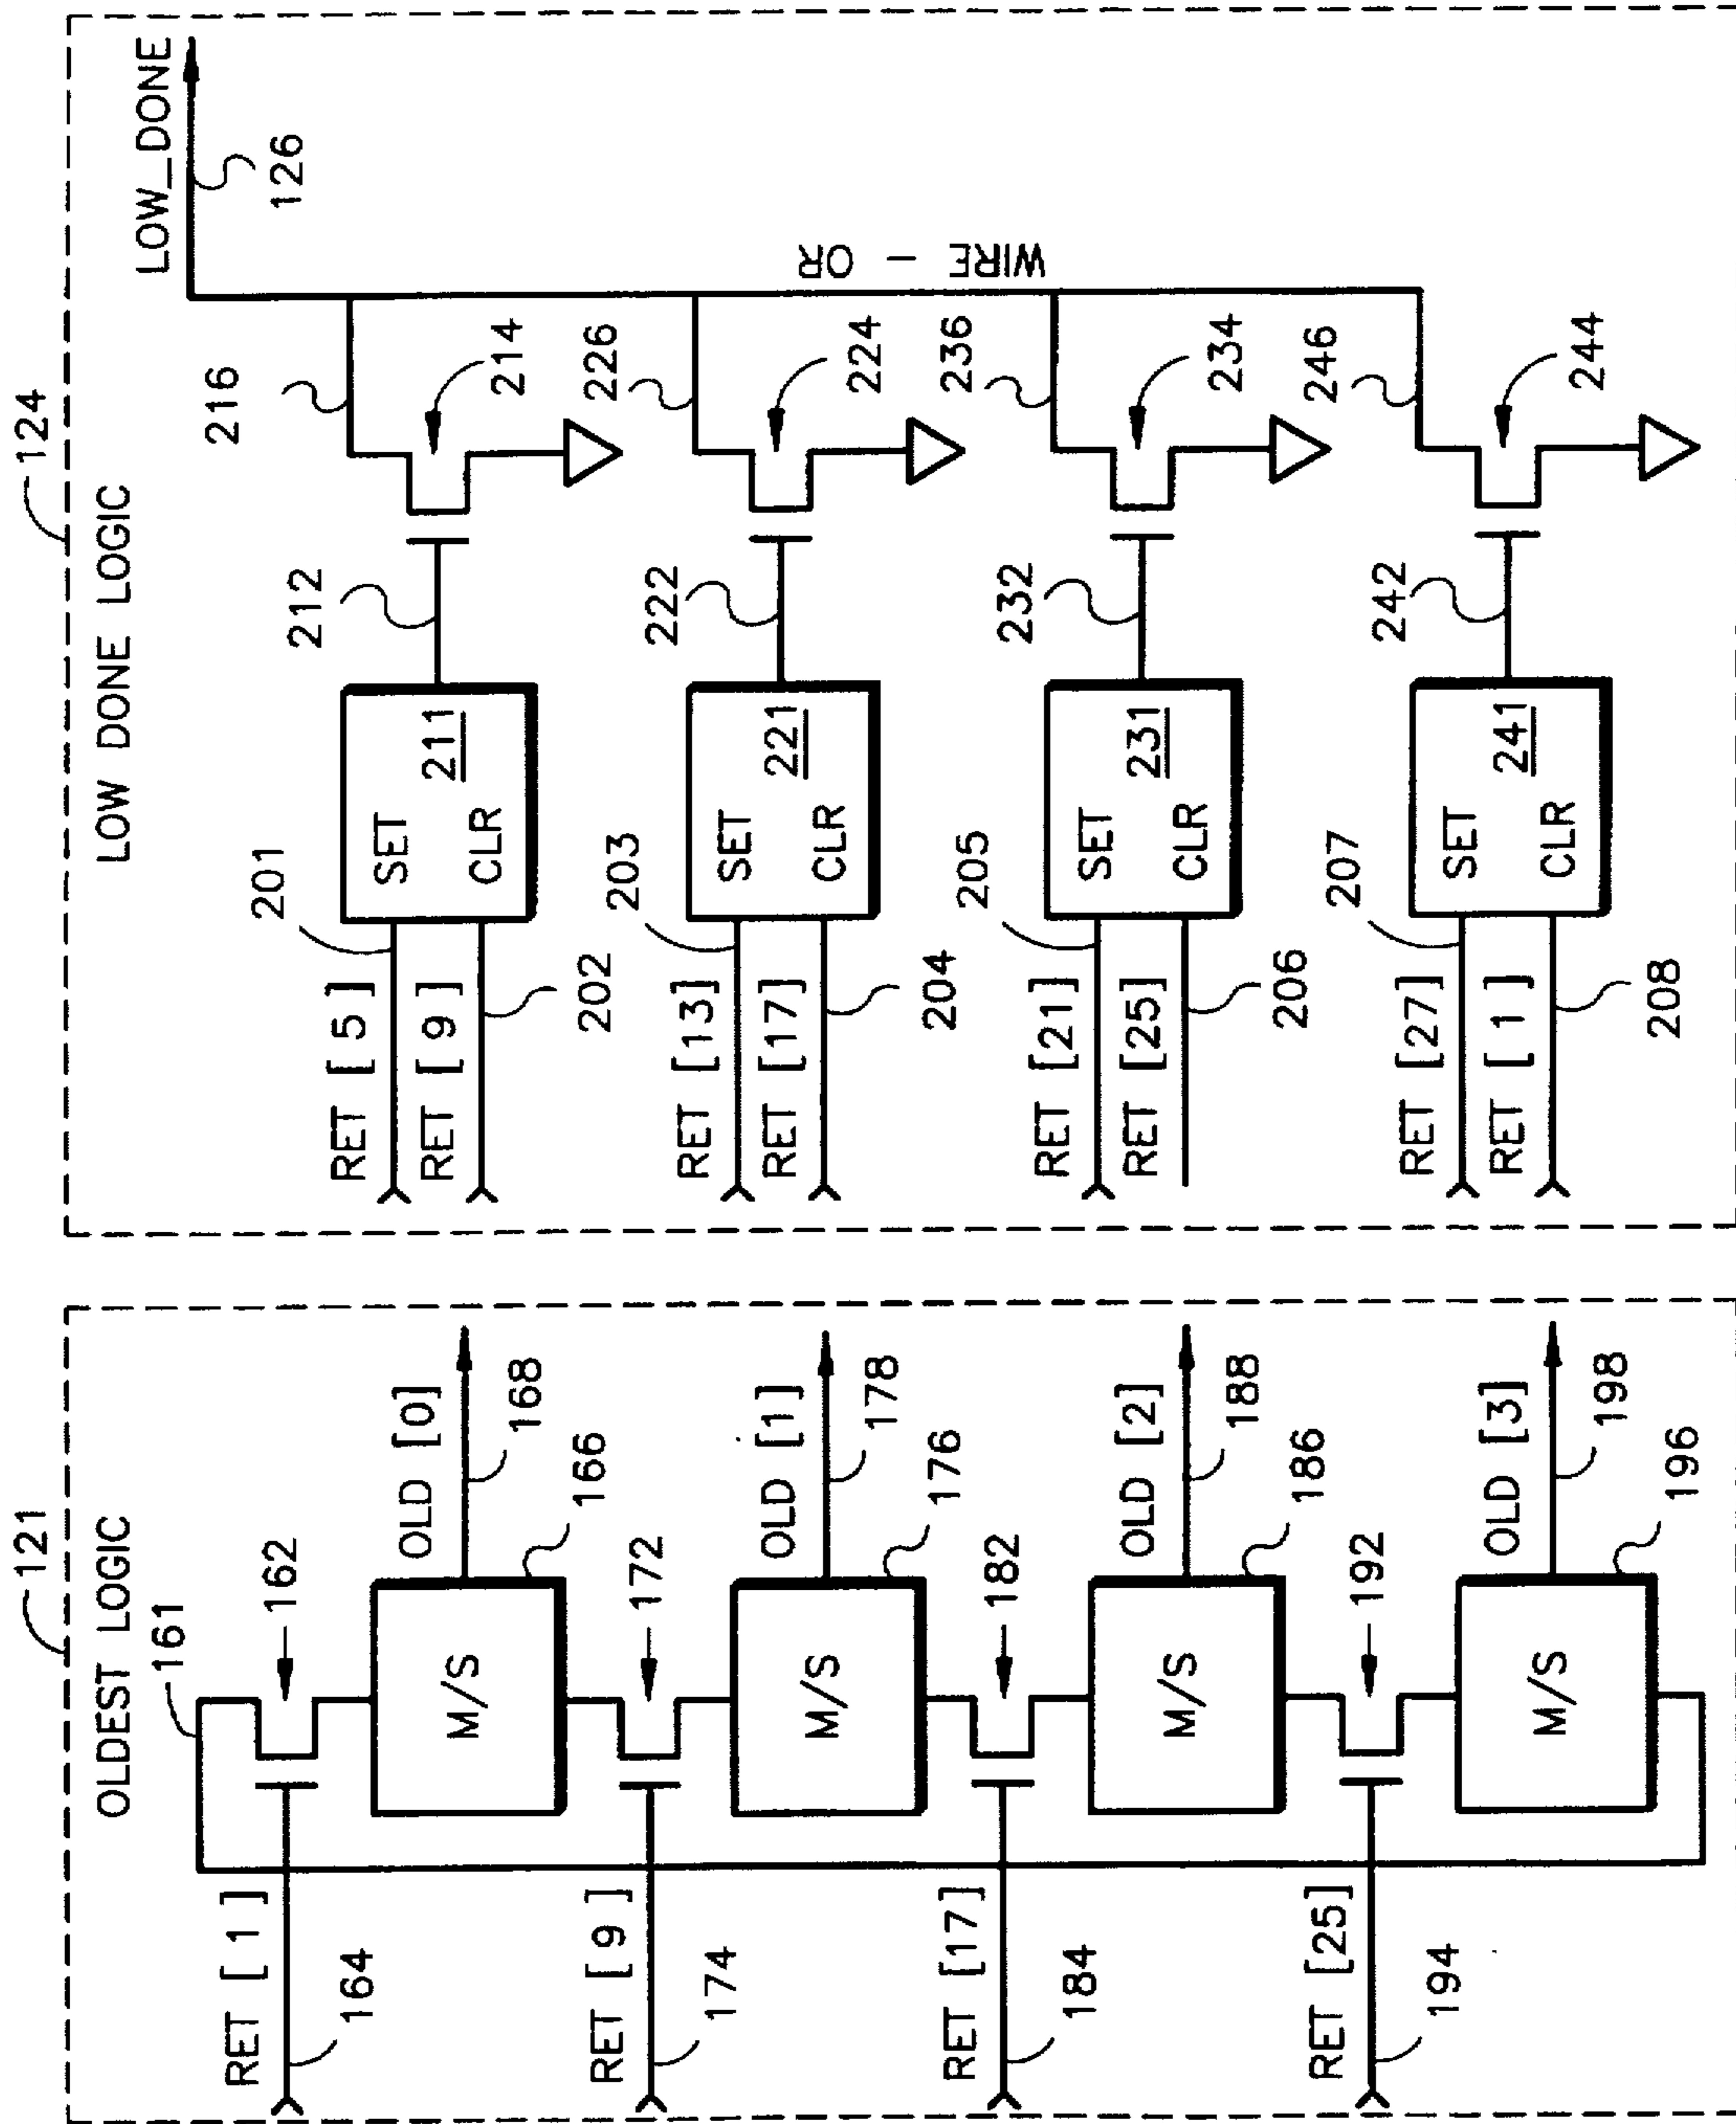 121
OLDEST LOGIC
161
RET [ 1 ]
164
162
OLD [0]
168
166
RET [ 9 ]
174
172
M/S
OLD [1]
178
176
RET [17]
184
182
M/S
OLD [2]
188
186
RET [25]
194
192
M/S
OLD [3]
198
196
M/S
124
LOW DONE LOGIC
LOW_DONE
126
WIRE - OR
RET [ 5 ]
201
RET [ 9 ]
202
SET
CLR
211
212
214
216
RET [13]
203
RET [17]
204
SET
CLR
221
222
224
226
RET [21]
205
RET [25]
206
SET
CLR
231
232
234
236
RET [27]
207
RET [ 1 ]
208
SET
CLR
241
242
244
246